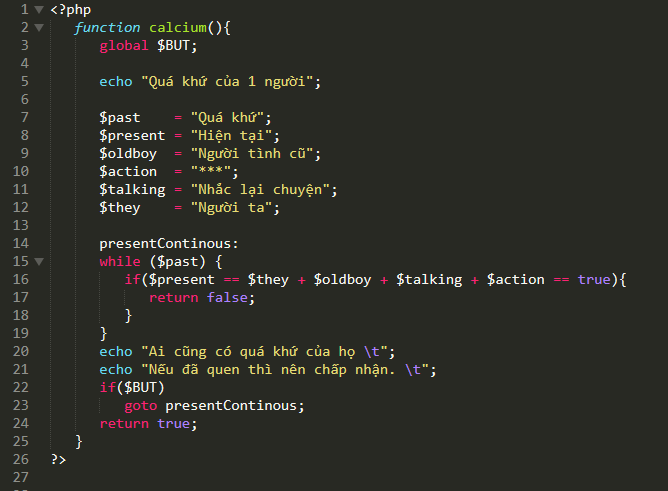 1 <?php
2 function calcium(){
3 global $BUT;
4
5 echo "Quá khứ của 1 người";
6
7 $past = "Quá khứ";
8 $present = "Hiện tại";
9 $oldboy = "Người tình cũ";
10 $action = "***";
11 $talking = "Nhắc lại chuyện";
12 $they = "Người ta";
13
14 presentContinous:
15 while ($past) {
16 if($present == $they + $oldboy + $talking + $action == true){
17 return false;
18 }
19 }
20 echo "Ai cũng có quá khứ của họ \t";
21 echo "Nếu đã quen thì nên chấp nhận. \t";
22 if($BUT)
23 goto presentContinous;
24 return true;
25 }
26 ?>
27